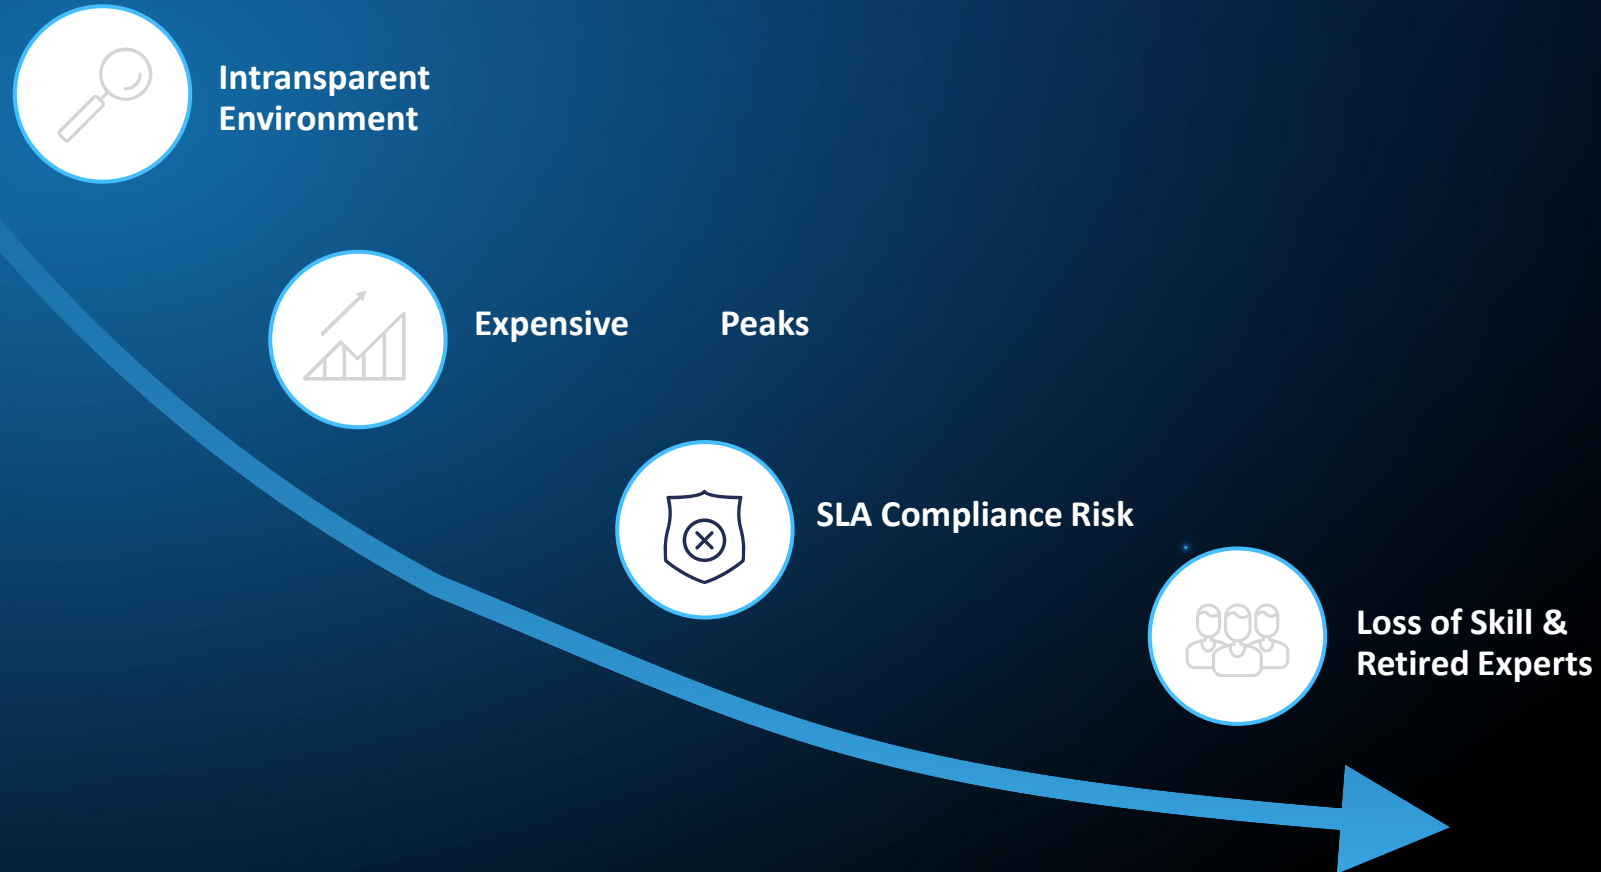 Intransparent
Environment
Expensive Peaks
SLA Compliance Risk
Loss of Skill &
Retired Experts